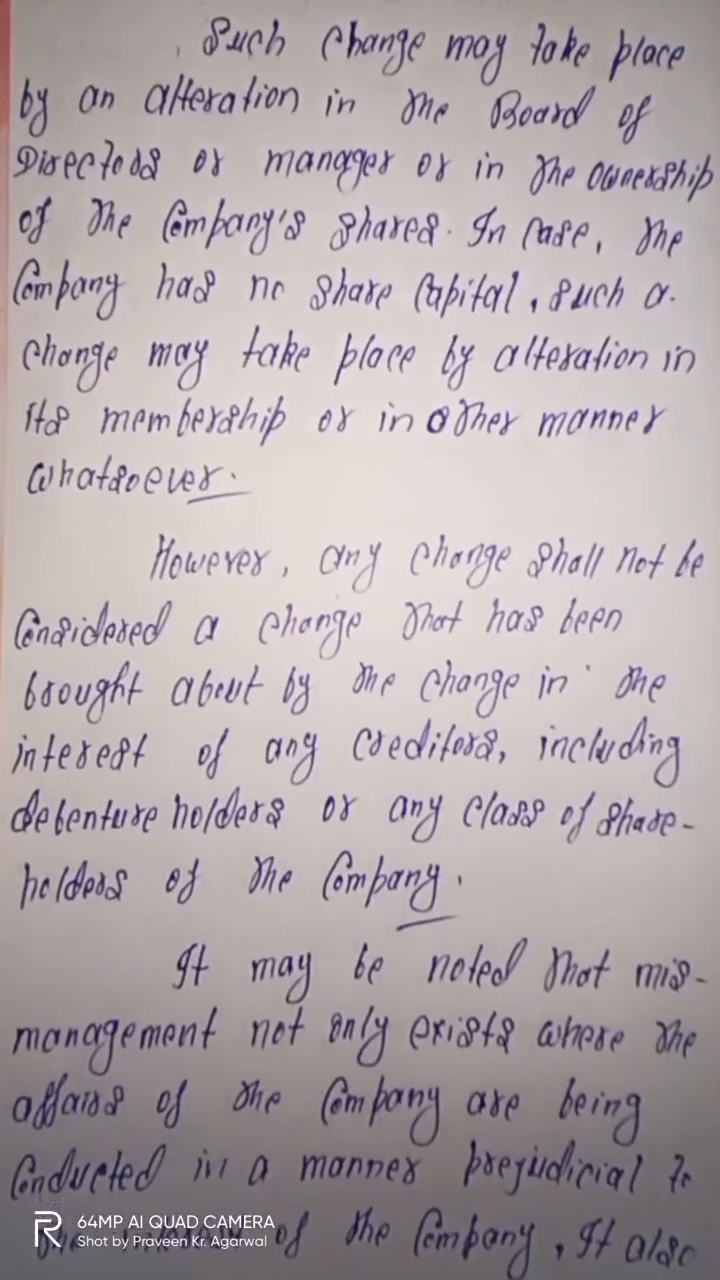 Such change may take place
by an alteration in the Board of
Directors or manager or in the ownership
of the Company's shares. In case, the
Company has no share capital, such a
change may take place by alteration in
its membership or in other manner
whatsoever.
However, any change shall not be
considered a change that has been
brought about by the change in the
interest of any creditors, including
debenture holders or any class of share-
holders of the Company.
It may be noted that mis-
management not only exists where the
affairs of the Company are being
conducted in a manner prejudicial to
of the Company, It also
64MP AI QUAD CAMERA
Shot by Praveen Kr. Agarwal